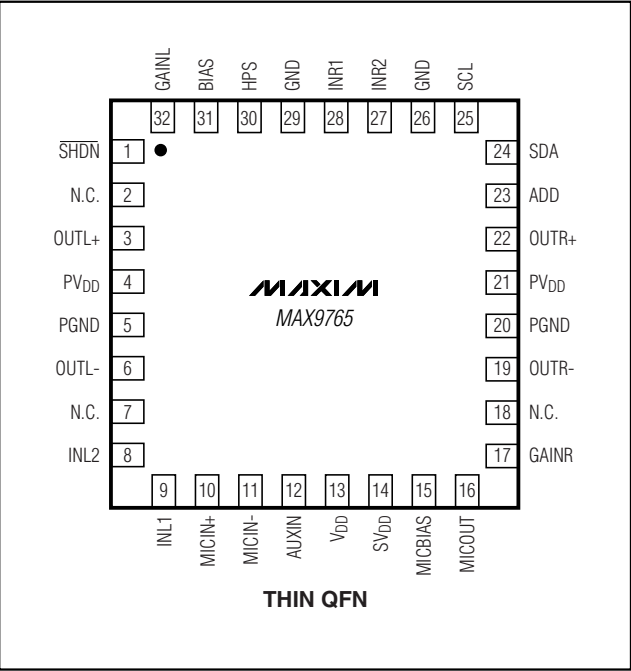 GAINL
BIAS
HPS
GND
INR1
INR2
GND
SCL
32 31 30 29 28 27 26 25
SHDN 1
N.C. 2
OUTL+ 3
PVDD 4
PGND 5
OUTL- 6
N.C. 7
INL2 8
24 SDA
23 ADD
22 OUTR+
21 PVDD
20 PGND
19 OUTR-
18 N.C.
17 GAINR
MAXIM
MAX9765
9 10 11 12 13 14 15 16
INL1
MICIN+
MICIN-
AUXIN
VDD
SVDD
MICBIAS
MICOUT
THIN QFN